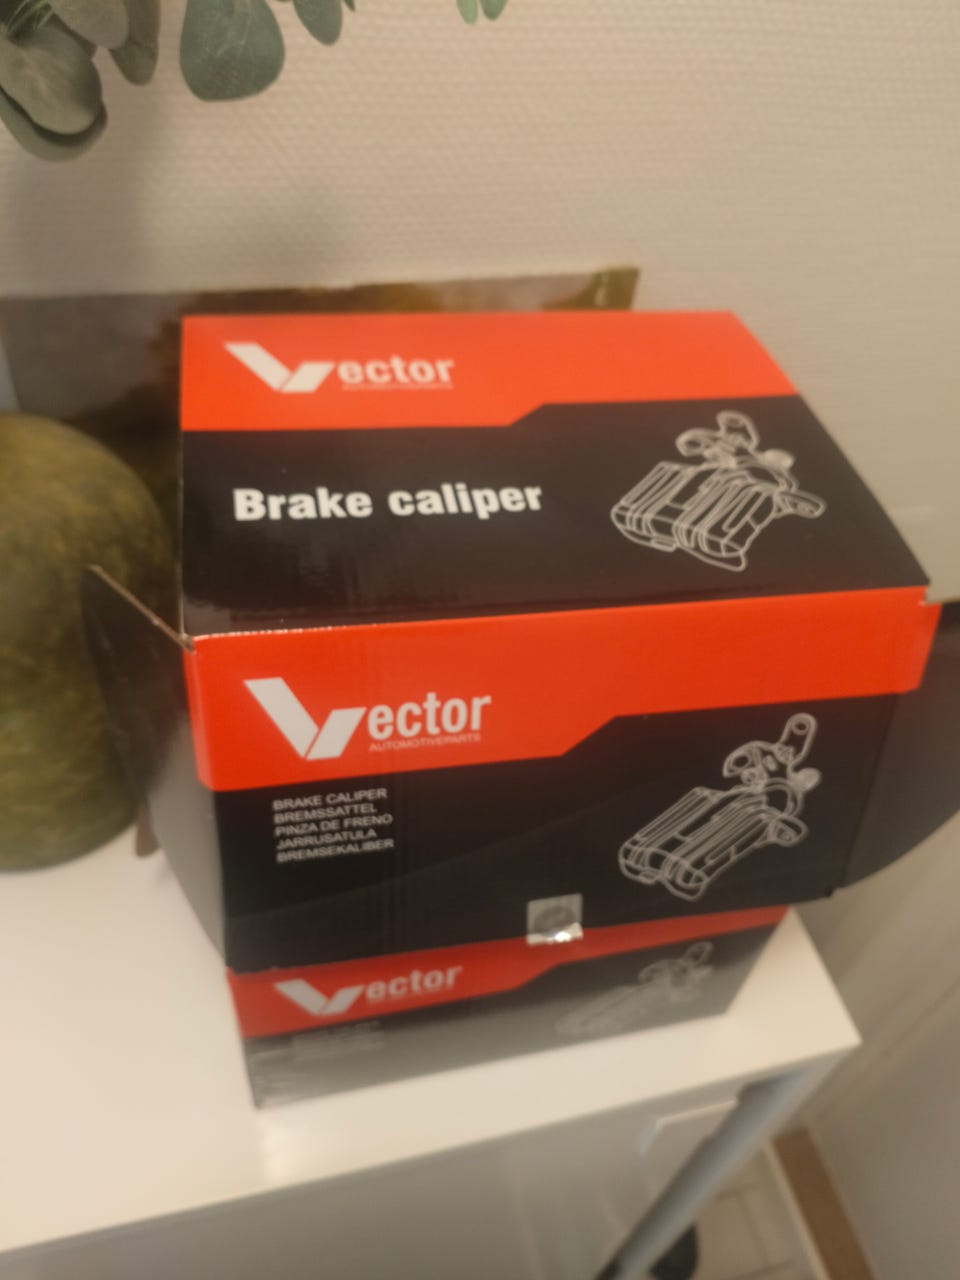 Vector
Brake caliper
Vector
AUTOMOTIVEPARTS
BRAKE CALIPER
BREMSSATTEL
PINZA DE FRENO
JARRUSATULA
BREMSEKALIBER
Vector